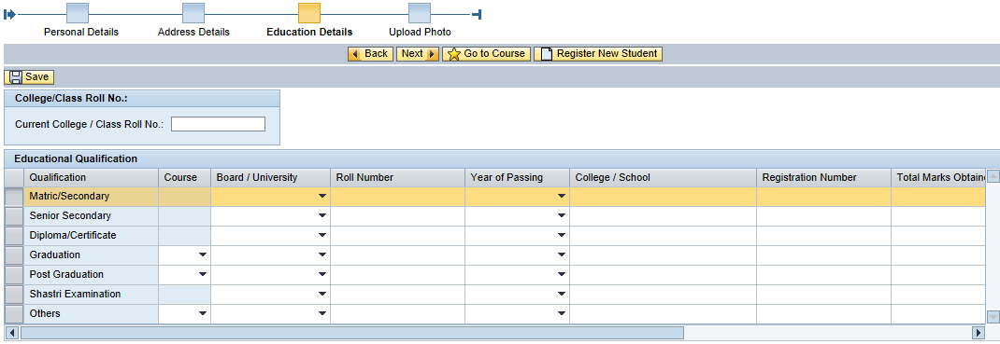 Personal Details Address Details Education Details Upload Photo
Back Next Go to Course Register New Student
Save
College/Class Roll No.:
Current College / Class Roll No.:
Educational Qualification
Qualification Course Board / University Roll Number Year of Passing College / School Registration Number Total Marks Obtaine
Matric/Secondary
Senior Secondary
Diploma/Certificate
Graduation
Post Graduation
Shastri Examination
Others